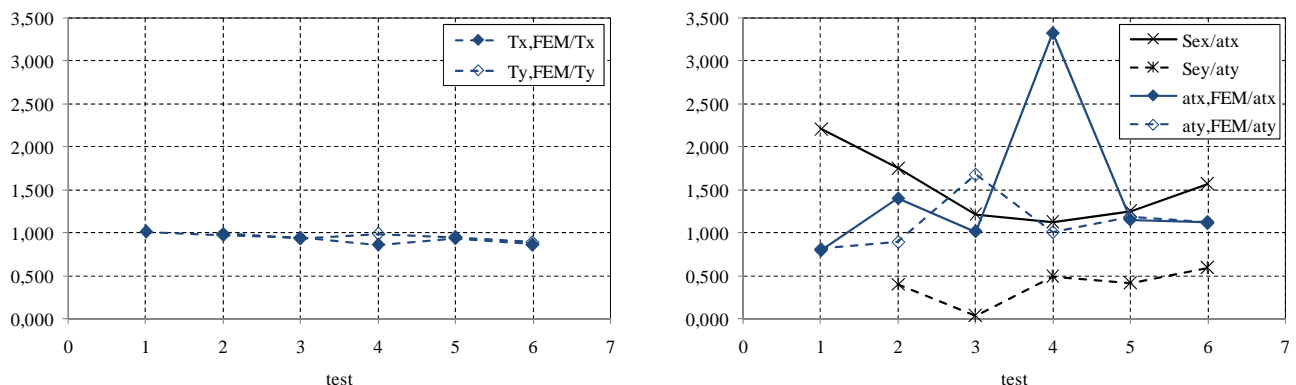 3,500
3,000
2,500
2,000
1,500
1,000
0,500
0,000
0 1 2 3 4 5 6 7
test
Tx,FEM/Tx
Ty,FEM/Ty
3,500
3,000
2,500
2,000
1,500
1,000
0,500
0,000
0 1 2 3 4 5 6 7
test
Sex/atx
Sey/aty
atx,FEM/atx
aty,FEM/aty